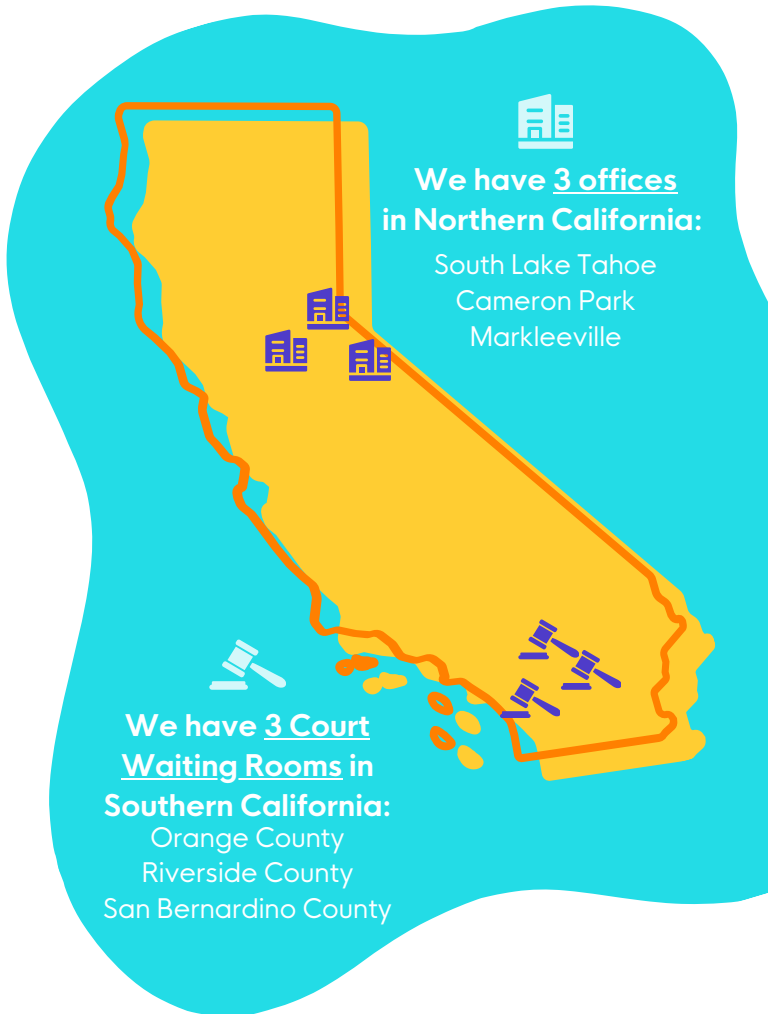 We have 3 offices
in Northern California:
South Lake Tahoe
Cameron Park
Markleeville
We have 3 Court
Waiting Rooms in
Southern California:
Orange County
Riverside County
San Bernardino County